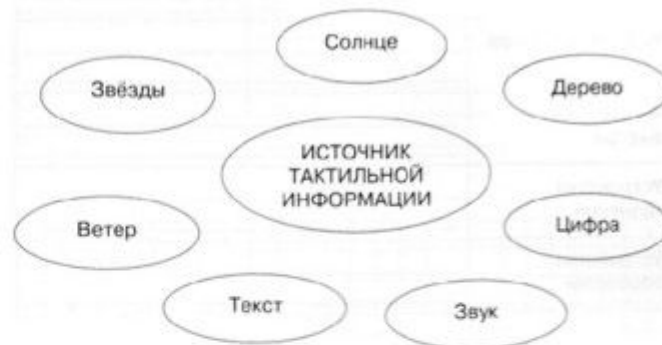 Солнце
Звёзды
Дерево
ИСТОЧНИК
ТАКТИЛЬНОЙ
ИНФОРМАЦИИ
Ветер
Цифра
Текст
Звук